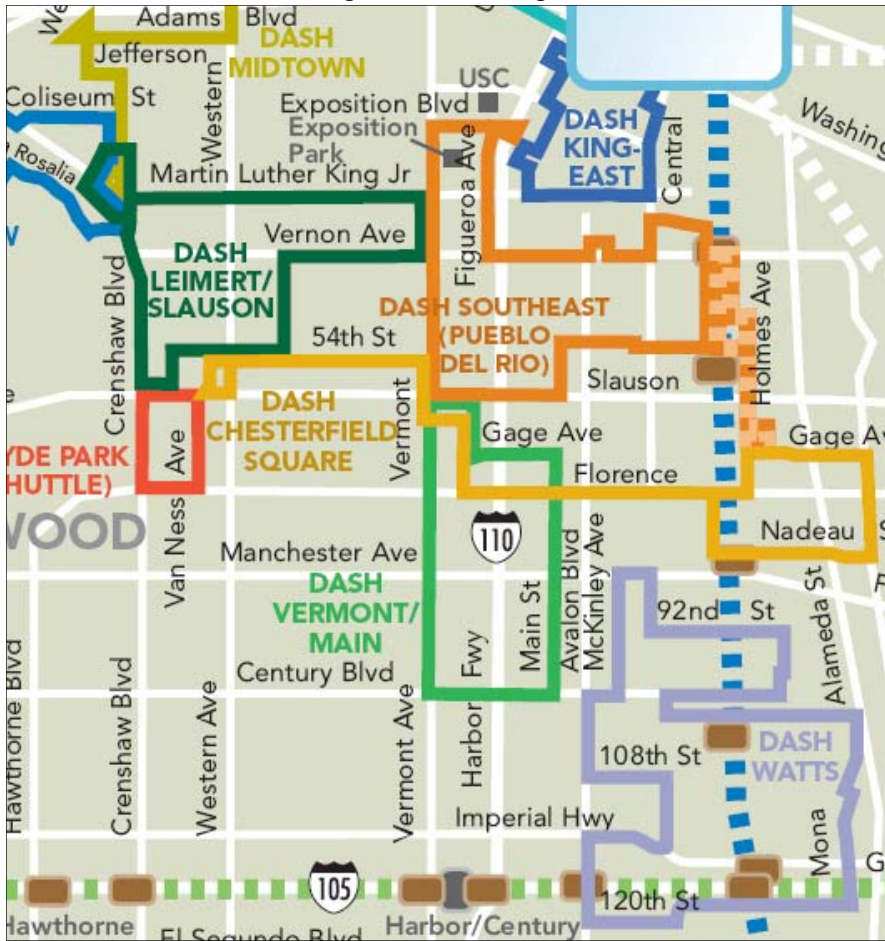 Adams Blvd
We
Jefferson
DASH
MIDTOWN
Western
Coliseum St
USC
Exposition Blvd
Exposition
Park
DASH
KING-
EAST
Washing
Rosalia
Martin Luther King Jr
Figueroa Ave
Central
W
Vernon Ave
DASH
LEIMERT/
SLAUSON
Crenshaw Blvd
DASH SOUTHEAST
(PUEBLO
DEL RIO)
Holmes Ave
54th St
e
Slauson
DASH
CHESTERFIELD
SQUARE
Vermont
YDE PARK
HUTTLE)
Van Ness Ave
Gage Ave
Gage Av
Florence
WOOD
110
Nadeau
S
Manchester Ave
DASH
VERMONT/
MAIN
Main St
Avalon Blvd
McKinley Ave
92nd St
Alameda St
F
Century Blvd
Hawthorne Blvd
Crenshaw Blvd
Western Ave
Vermont Ave
Harbor Fwy
108th St
DASH
WATTS
Imperial Hwy
Mona
G
105
120th St
Hawthorne
Harbor/Century
El Segundo Blvd